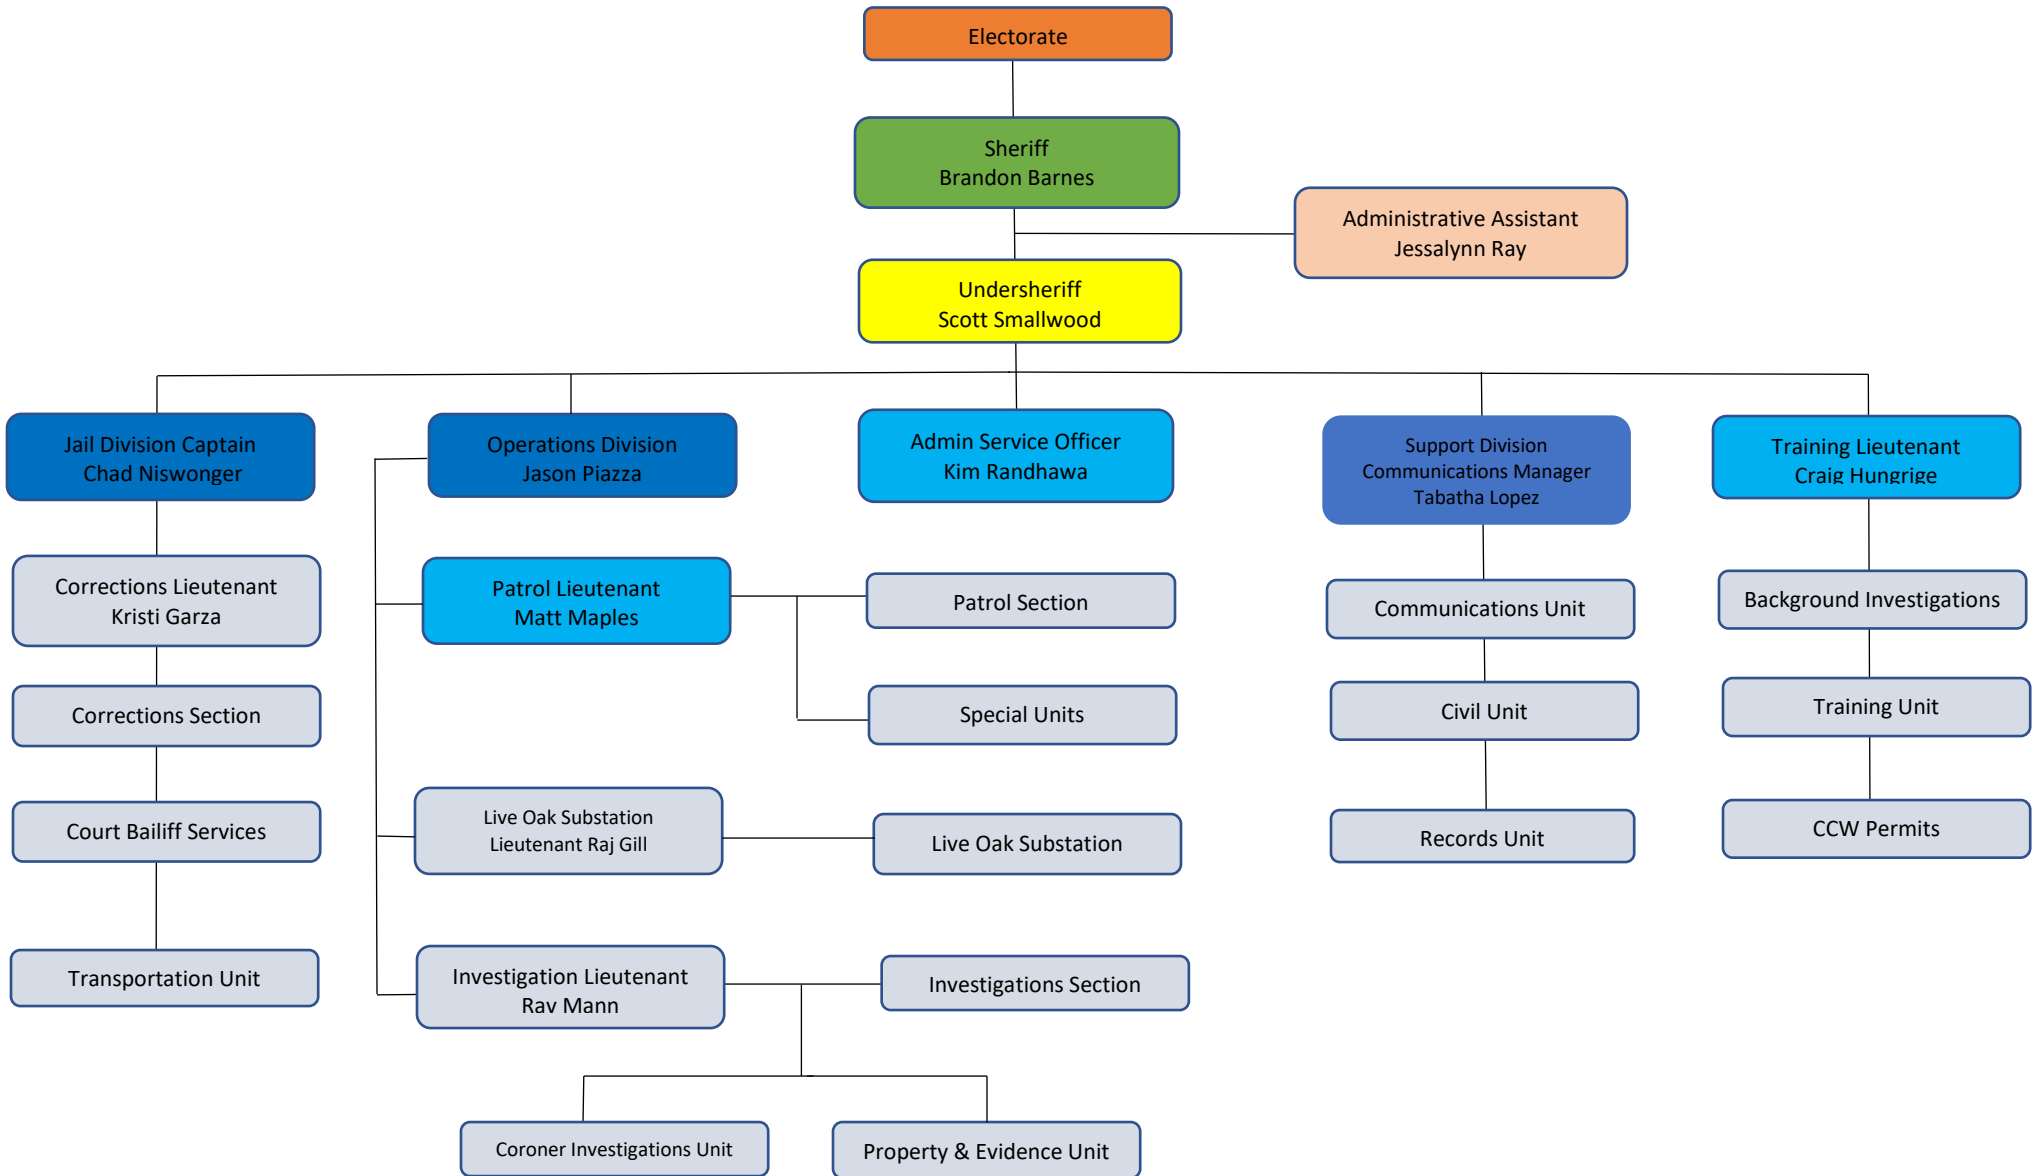 Electorate
Sheriff
Brandon Barnes
Administrative Assistant
Jessalynn Ray
Undersheriff
Scott Smallwood
Jail Division Captain
Chad Niswonger
Operations Division
Jason Piazza
Admin Service Officer
Kim Randhawa
Support Division
Communications Manager
Tabatha Lopez
Training Lieutenant
Craig Hungrige
Corrections Lieutenant
Kristi Garza
Patrol Lieutenant
Matt Maples
Patrol Section
Communications Unit
Background Investigations
Corrections Section
Special Units
Civil Unit
Training Unit
Court Bailiff Services
Live Oak Substation
Lieutenant Raj Gill
Live Oak Substation
Records Unit
CCW Permits
Transportation Unit
Investigation Lieutenant
Rav Mann
Investigations Section
Coroner Investigations Unit
Property & Evidence Unit